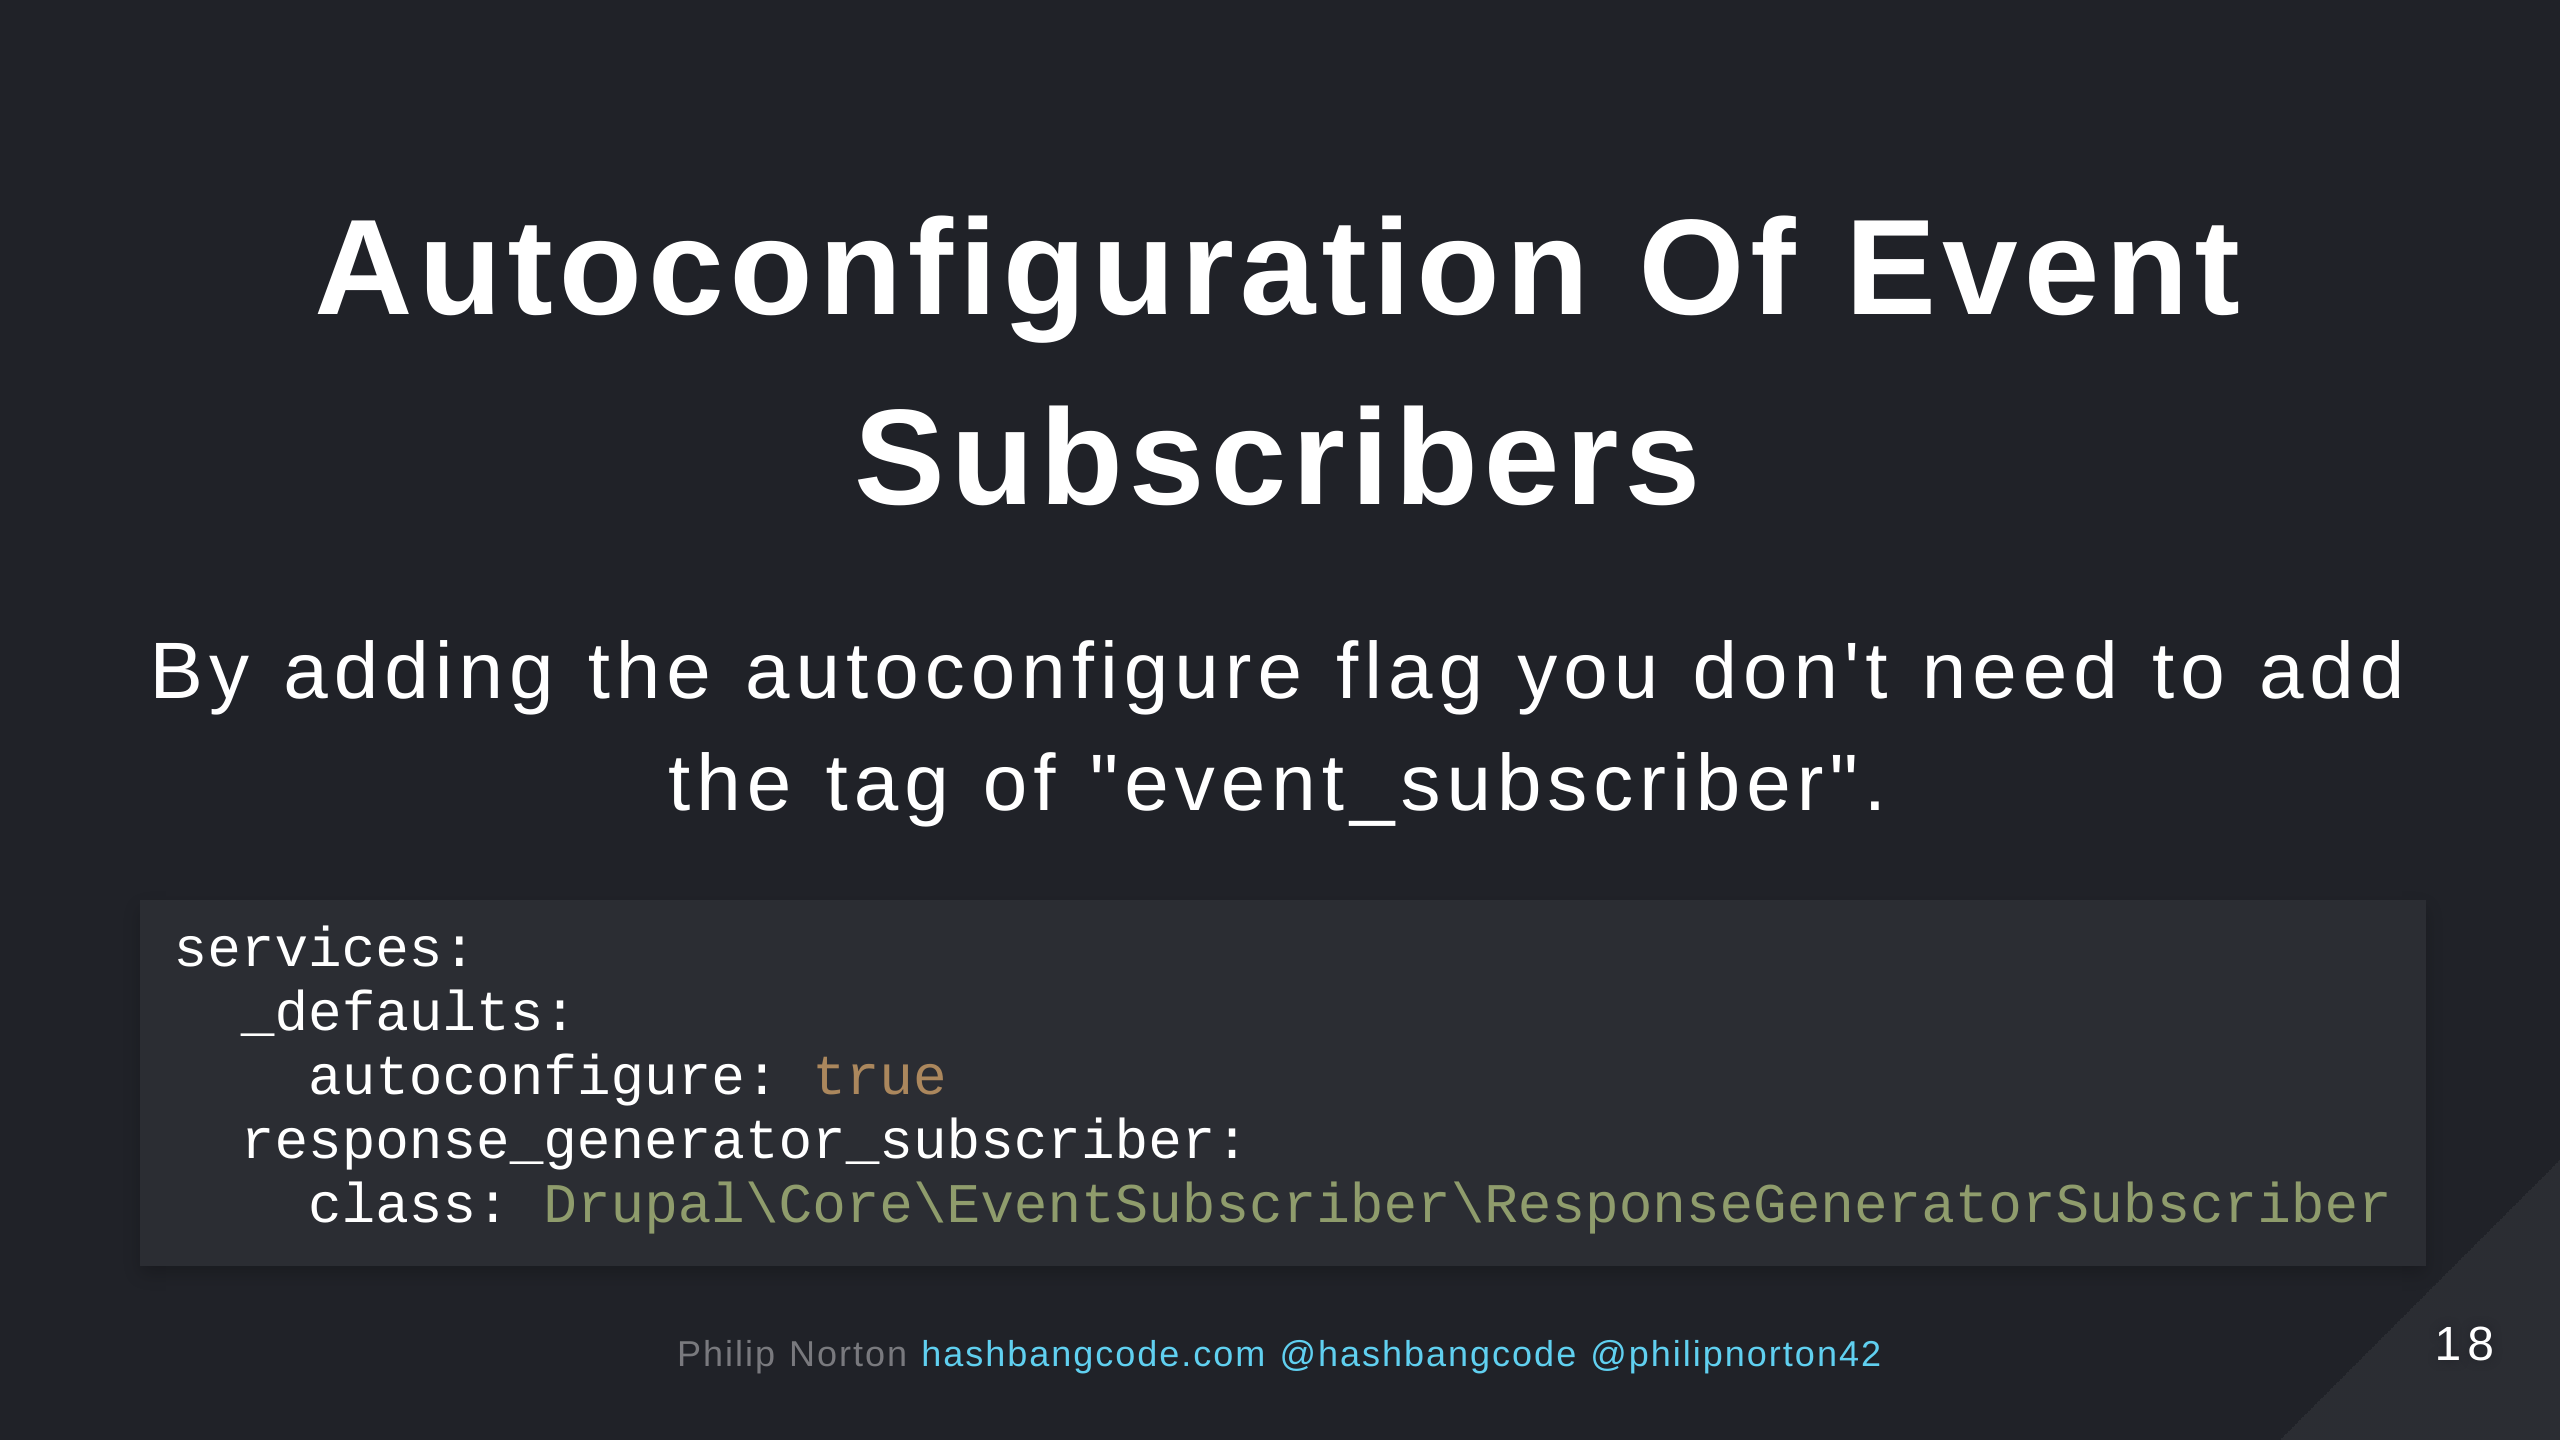 Autoconfiguration Of Event
Subscribers
By adding the autoconfigure flag you don't need to add
the tag of "event_subscriber".
services:
  _defaults:
    autoconfigure: true
  response_generator_subscriber:
    class: Drupal\Core\EventSubscriber\ResponseGeneratorSubscriber
Philip Norton hashbangcode.com @hashbangcode @philipnorton42
18